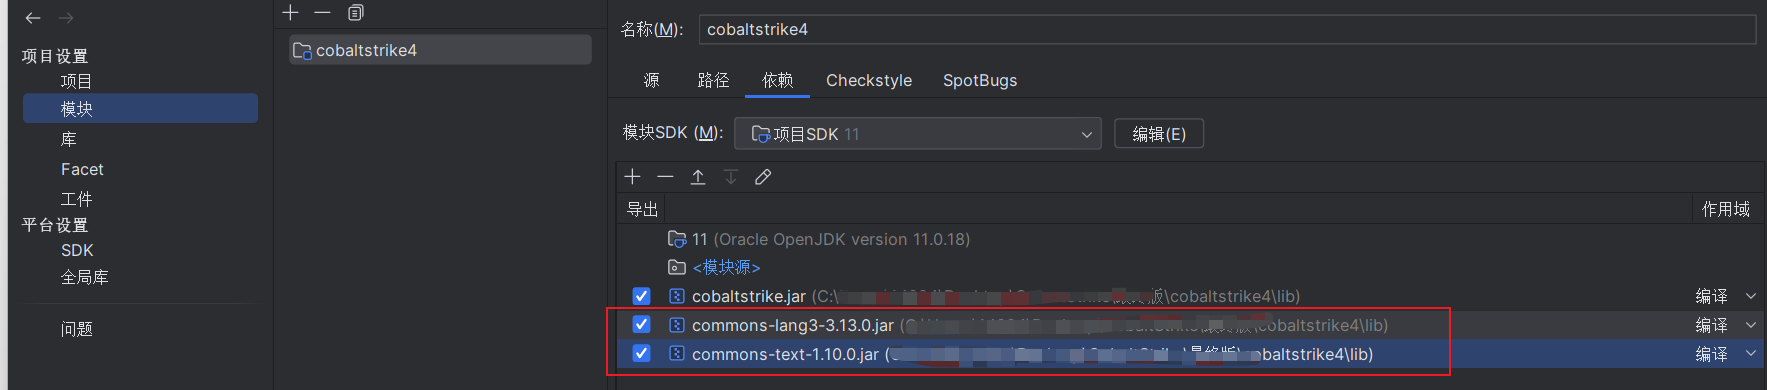 项目设置
项目
模块
库
Facet
工件
平台设置
SDK
全局库
问题
cobaltstrike4
名称(M): cobaltstrike4
源 路径 依赖 Checkstyle SpotBugs
模块SDK (M): 项目SDK 11 编辑(E)
导出 作用域
11 (Oracle OpenJDK version 11.0.18)
<模块源>
cobaltstrike.jar (C:\ 版\cobaltstrike4\lib) 编译
commons-lang3-3.13.0.jar ( cobaltstrike4\lib) 编译
commons-text-1.10.0.jar ( obaltstrike4\lib) 编译